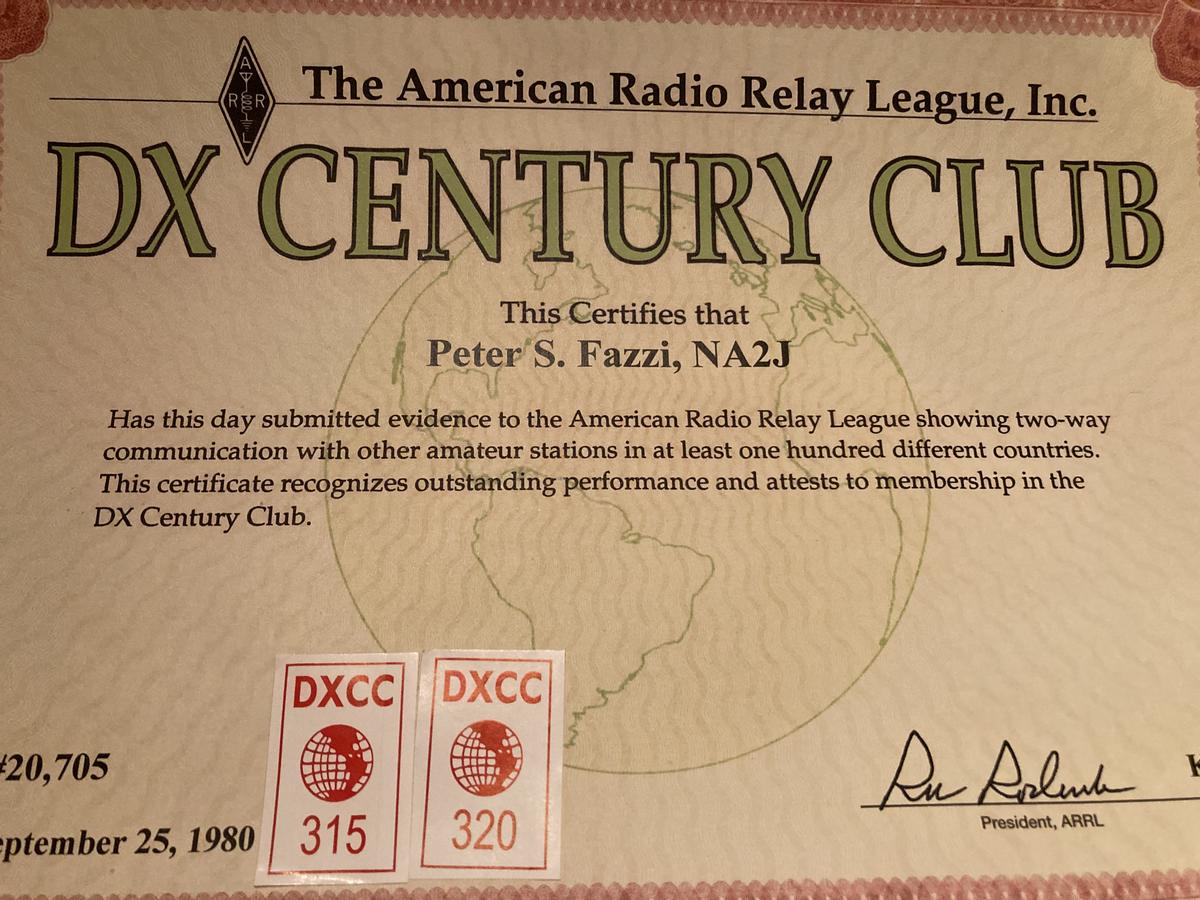 The American Radio Relay League, Inc.
A
R R
L
DX CENTURY CLUB
This Certifies that
Peter S. Fazzi, NA2J
Has this day submitted evidence to the American Radio Relay League showing two-way
communication with other amateur stations in at least one hundred different countries.
This certificate recognizes outstanding performance and attests to membership in the
DX Century Club.
DXCC
315
DXCC
320
#20,705
eptember 25, 1980
President, ARRL
K